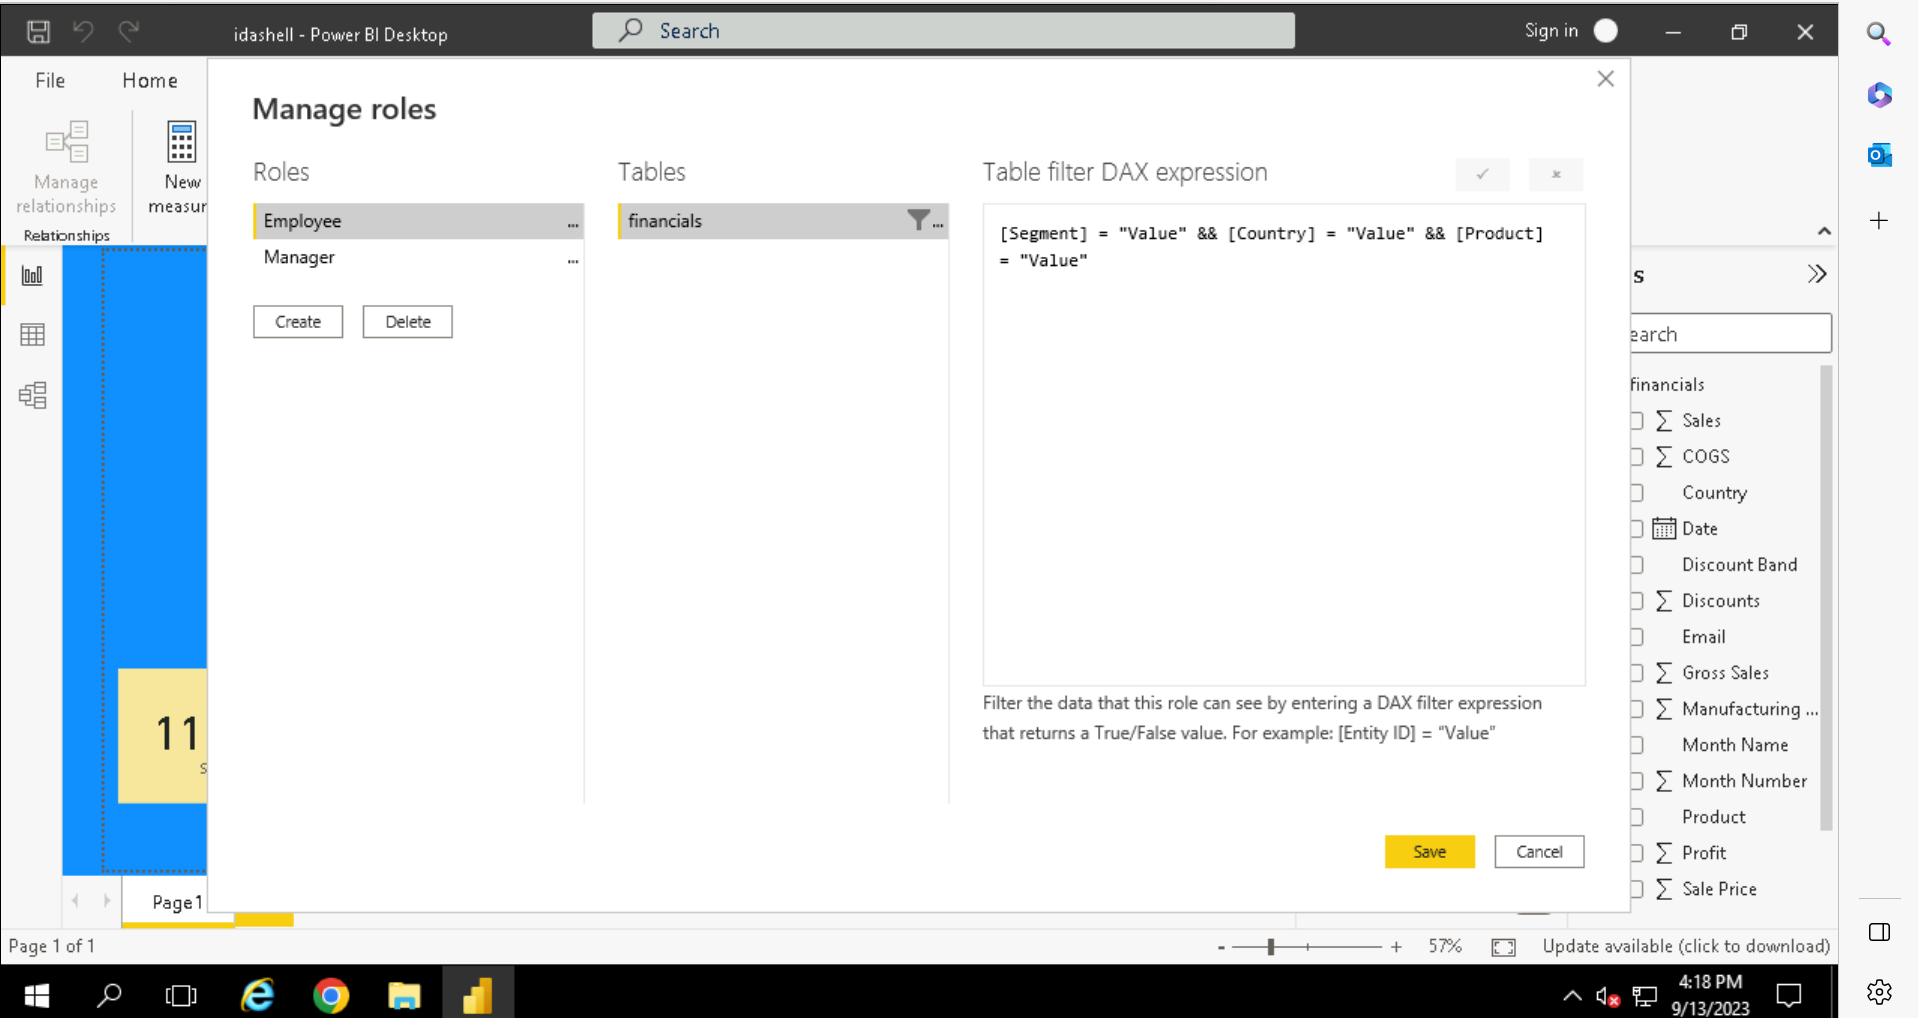 idashell - Power BI Desktop
Search
Sign in
File
Home
Manage relationships
New
measur
Relationships
Manage roles
Roles
Tables
Table filter DAX expression
Employee
...
Manager
...
financials
...
[Segment] = "Value" && [Country] = "Value" && [Product]
= "Value"
Create
Delete
Filter the data that this role can see by entering a DAX filter expression
that returns a True/False value. For example: [Entity ID] = “Value”
Save
Cancel
s
earch
financials
Sales
COGS
Country
Date
Discount Band
Discounts
Email
Gross Sales
Manufacturing ...
Month Name
Month Number
Product
Profit
Sale Price
11
S
Page 1
Page 1 of 1
- + 57%
Update available (click to download)
4:18 PM
9/13/2023